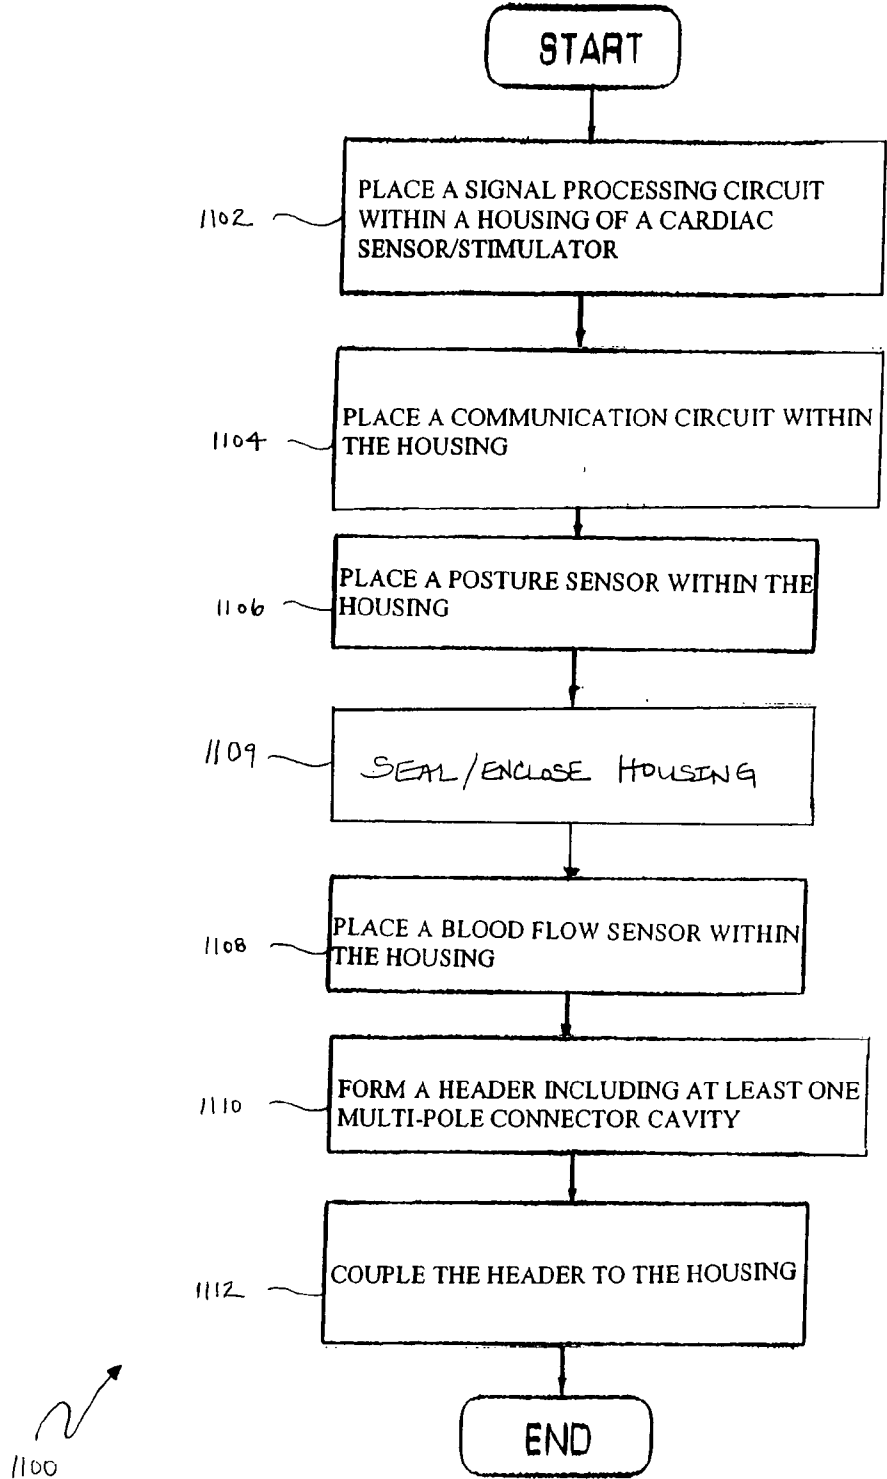 START
1102
PLACE A SIGNAL PROCESSING CIRCUIT
WITHIN A HOUSING OF A CARDIAC
SENSOR/STIMULATOR
1104
PLACE A COMMUNICATION CIRCUIT WITHIN
THE HOUSING
1106
PLACE A POSTURE SENSOR WITHIN THE
HOUSING
1109
SEAL/ENCLOSE HOUSING
1108
PLACE A BLOOD FLOW SENSOR WITHIN
THE HOUSING
1110
FORM A HEADER INCLUDING AT LEAST ONE
MULTI-POLE CONNECTOR CAVITY
1112
COUPLE THE HEADER TO THE HOUSING
END
1100